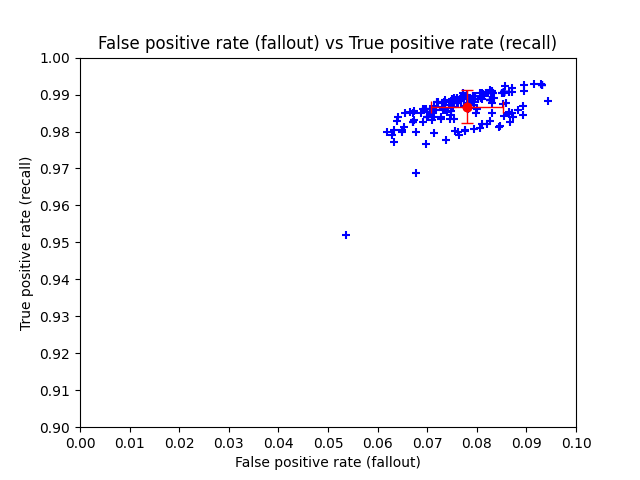 False positive rate (fallout) vs True positive rate (recall)
1.00
0.99
0.98
0.97
0.96
0.95
0.94
0.93
0.92
0.91
0.90
True positive rate (recall)
0.00 0.01 0.02 0.03 0.04 0.05 0.06 0.07 0.08 0.09 0.10
False positive rate (fallout)